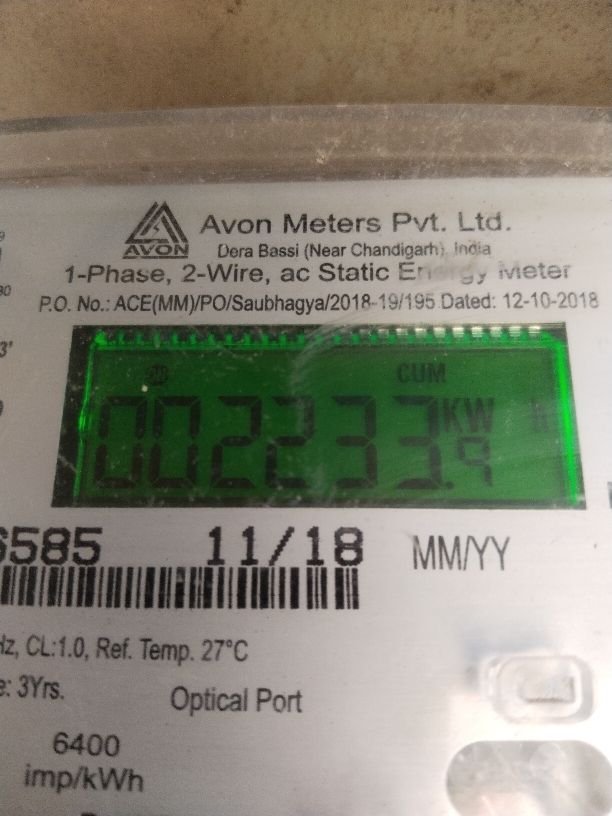 AVON
Avon Meters Pvt. Ltd.
Dera Bassi (Near Chandigarh), India
1-Phase, 2-Wire, ac Static Energy Meter
P.O. No.: ACE(MM)/PO/Saubhagya/2018-19/195 Dated: 12-10-2018
CUM
002233.9 KWh
6585 11/18 MM/YY
Hz, CL:1.0, Ref. Temp. 27°C
e: 3Yrs.
Optical Port
6400
imp/kWh